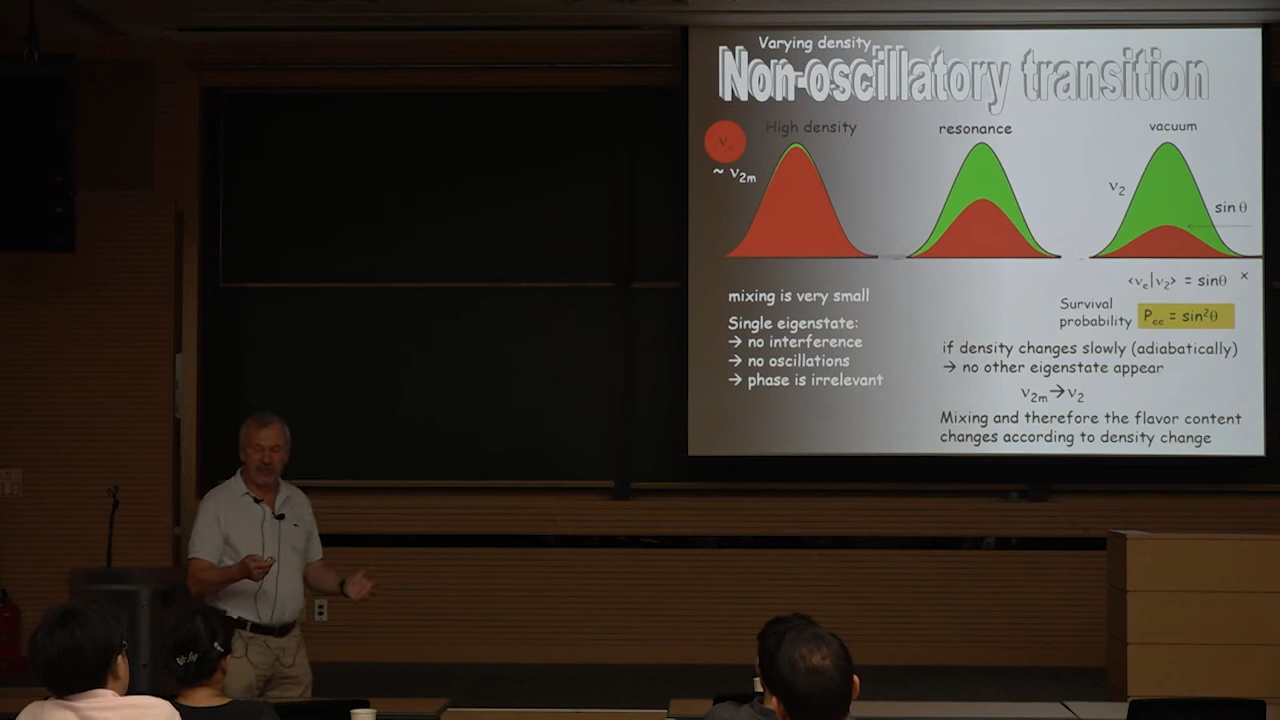 Varying density
Non-oscillatory transition
νe
~ ν2m
High density
resonance
vacuum
ν2
sin θ
⟨νe|ν2⟩ = sinθ
×
mixing is very small
Single eigenstate:
→ no interference
→ no oscillations
→ phase is irrelevant
Survival
probability
Pee = sin²θ
if density changes slowly (adiabatically)
→ no other eigenstate appear
ν2m→ν2
Mixing and therefore the flavor content
changes according to density change